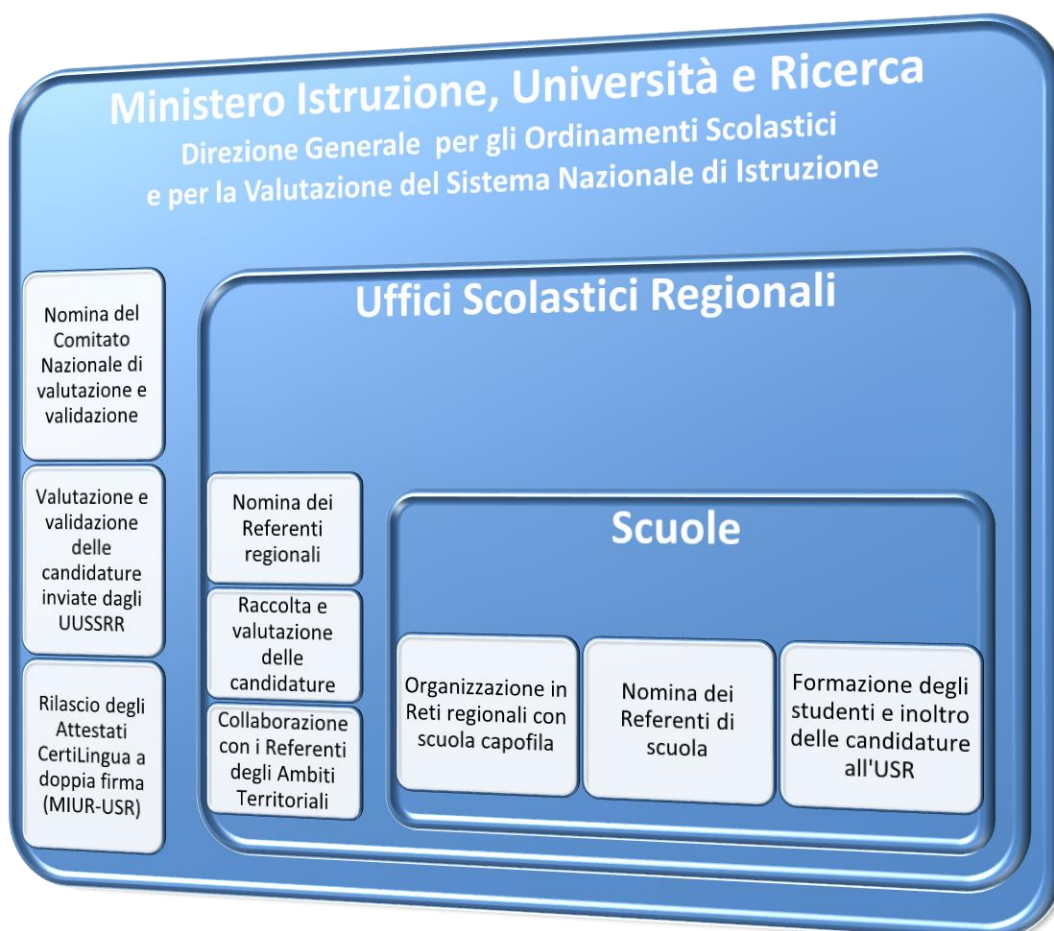 Ministero Istruzione, Università e Ricerca
Direzione Generale per gli Ordinamenti Scolastici
e per la Valutazione del Sistema Nazionale di Istruzione
Nomina del
Comitato
Nazionale di
valutazione e
validazione
Valutazione e
validazione
delle
candidature
inviate dagli
UUSSRR
Rilascio degli
Attestati
CertiLingua a
doppia firma
(MIUR-USR)
Uffici Scolastici Regionali
Nomina dei
Referenti
regionali
Raccolta e
valutazione
delle
candidature
Collaborazione
con i Referenti
degli Ambiti
Territoriali
Scuole
Organizzazione in
Reti regionali con
scuola capofila
Nomina dei
Referenti di
scuola
Formazione degli
studenti e inoltro
delle candidature
all'USR